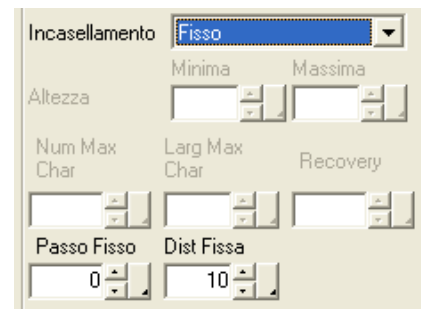 Incasellamento Fisso
Minima Massima
Altezza
Num Max Char Larg Max Char Recovery
Passo Fisso Dist Fissa
0 10